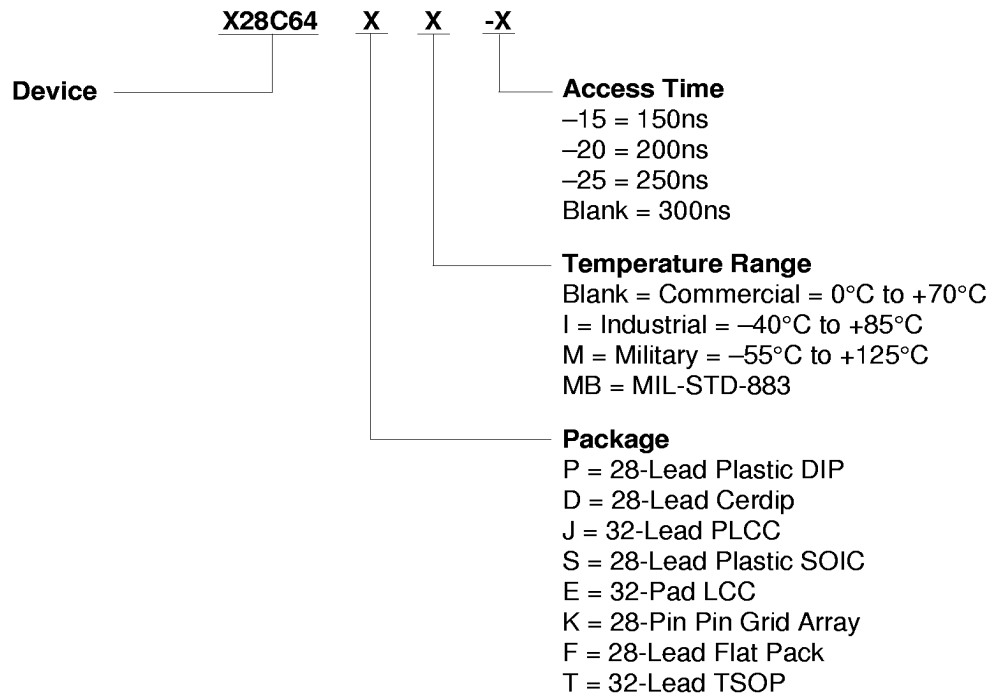 X28C64 X X -X
Device
Access Time
–15 = 150ns
–20 = 200ns
–25 = 250ns
Blank = 300ns
Temperature Range
Blank = Commercial = 0°C to +70°C
I = Industrial = –40°C to +85°C
M = Military = –55°C to +125°C
MB = MIL-STD-883
Package
P = 28-Lead Plastic DIP
D = 28-Lead Cerdip
J = 32-Lead PLCC
S = 28-Lead Plastic SOIC
E = 32-Pad LCC
K = 28-Pin Pin Grid Array
F = 28-Lead Flat Pack
T = 32-Lead TSOP